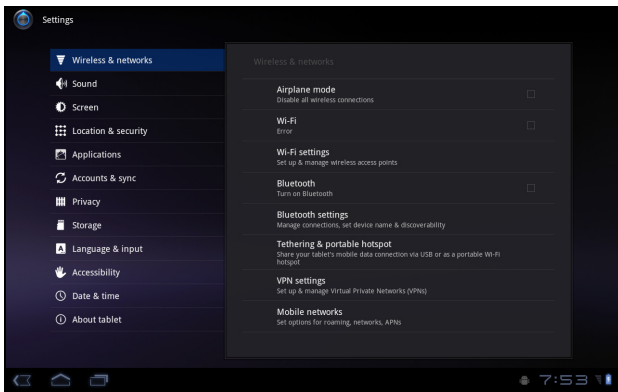 Settings
Wireless & networks
Sound
Screen
Location & security
Applications
Accounts & sync
Privacy
Storage
Language & input
Accessibility
Date & time
About tablet
Wireless & networks
Airplane mode
Disable all wireless connections
Wi-Fi
Error
Wi-Fi settings
Set up & manage wireless access points
Bluetooth
Turn on Bluetooth
Bluetooth settings
Manage connections, set device name & discoverability
Tethering & portable hotspot
Share your tablet's mobile data connection via USB or as a portable Wi-Fi
hotspot
VPN settings
Set up & manage Virtual Private Networks (VPNs)
Mobile networks
Set options for roaming, networks, APNs
7:53